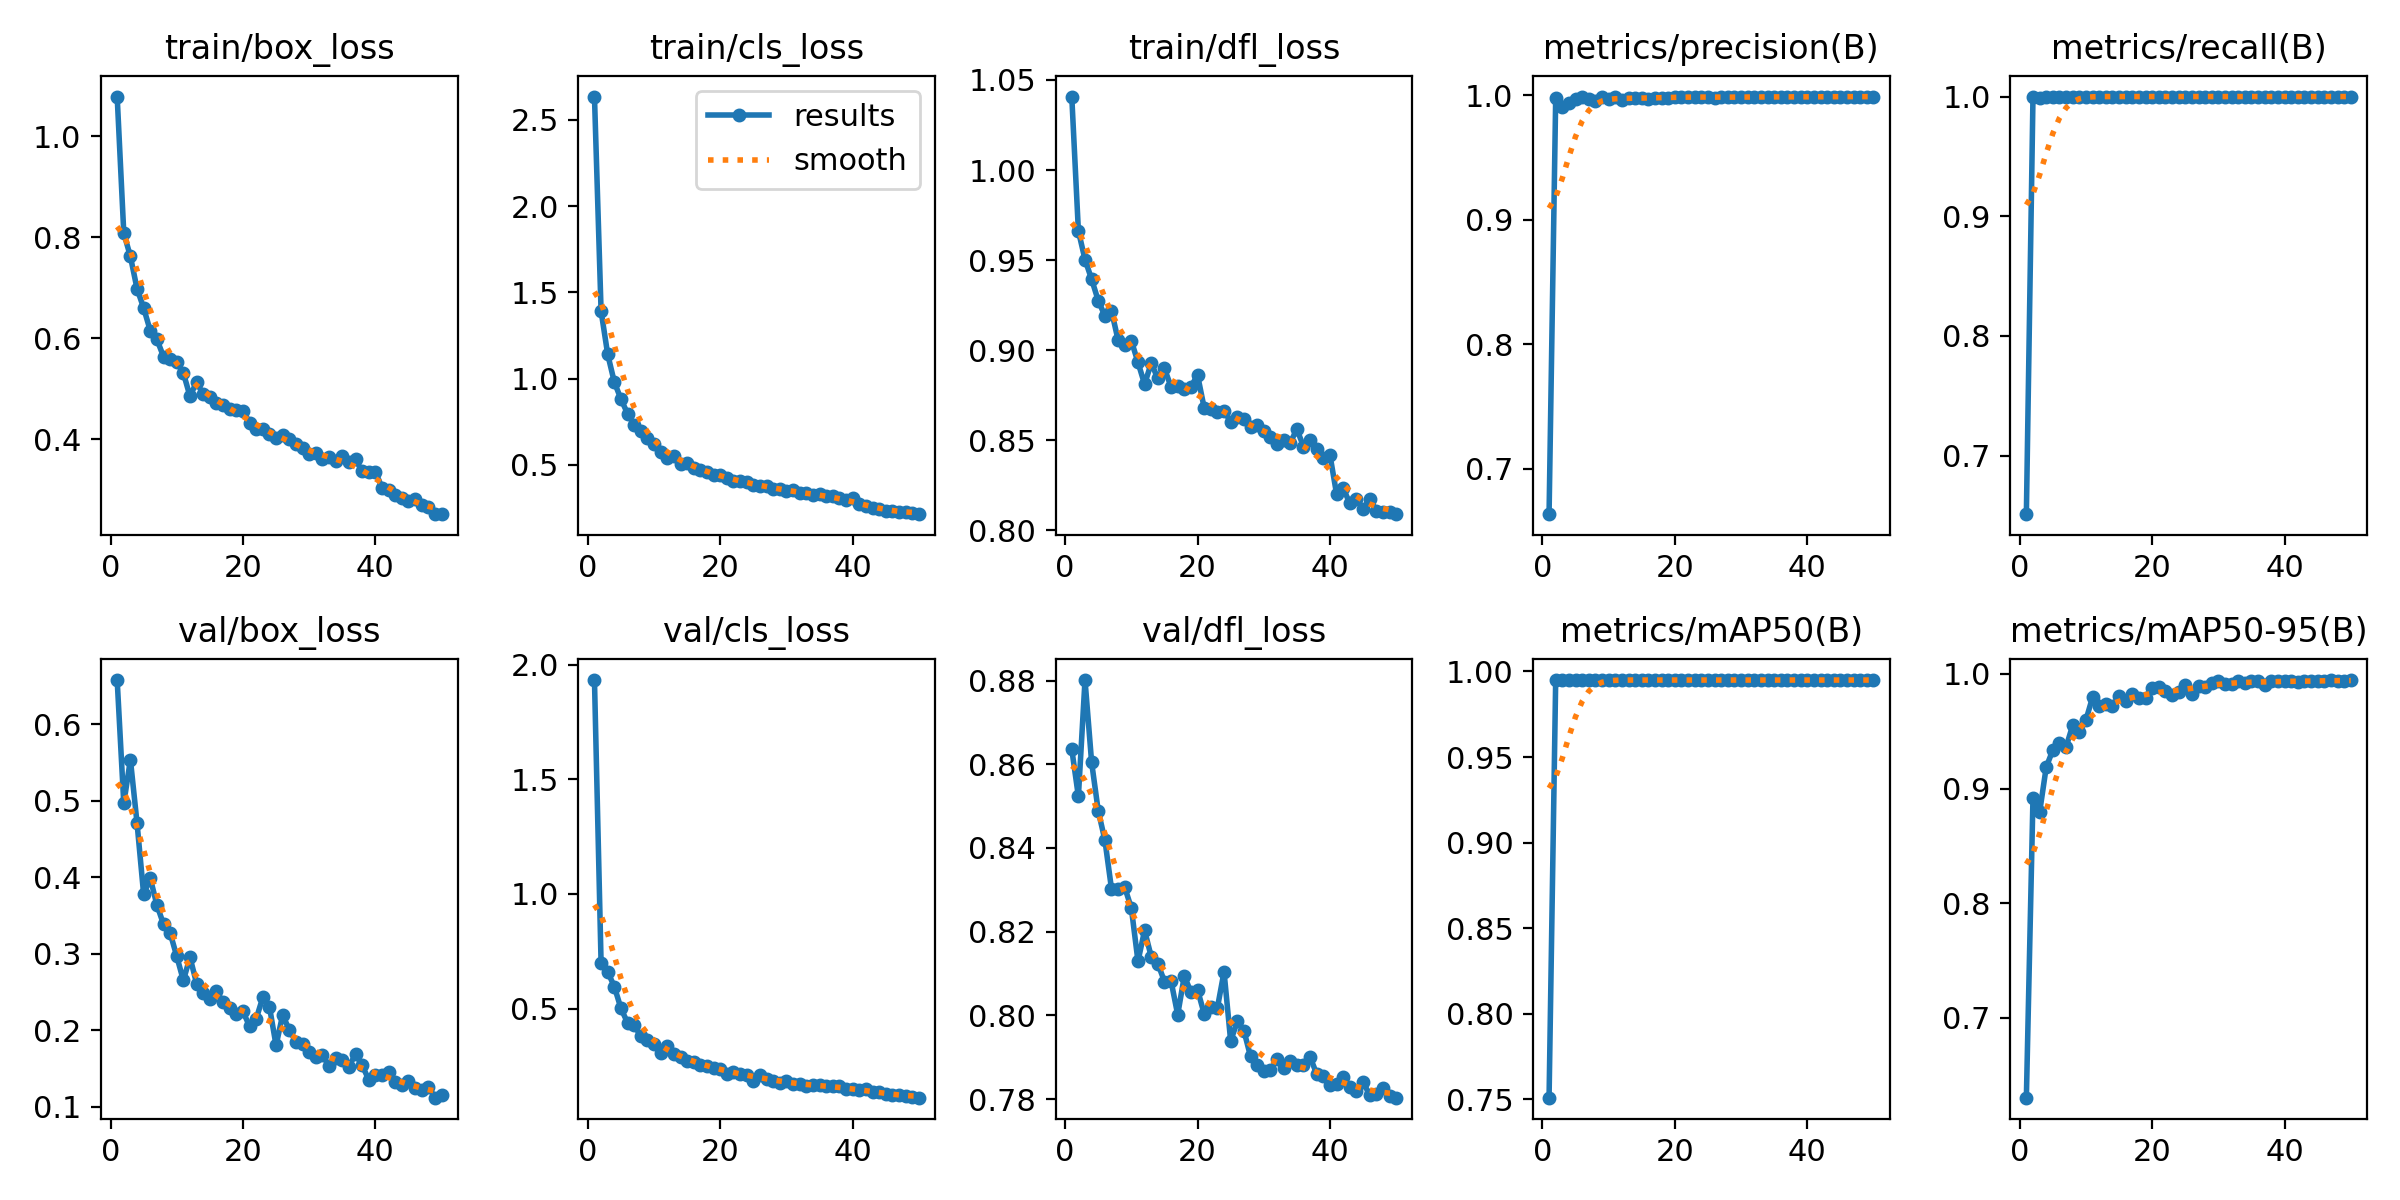 train/box_loss
train/cls_loss
train/dfl_loss
metrics/precision(B)
metrics/recall(B)
1.0
0.8
0.6
0.4
0 20 40
2.5
2.0
1.5
1.0
0.5
results
smooth
0 20 40
1.05
1.00
0.95
0.90
0.85
0.80
0 20 40
1.0
0.9
0.8
0.7
0 20 40
1.0
0.9
0.8
0.7
0 20 40
val/box_loss
val/cls_loss
val/dfl_loss
metrics/mAP50(B)
metrics/mAP50-95(B)
0.6
0.5
0.4
0.3
0.2
0.1
0 20 40
2.0
1.5
1.0
0.5
0 20 40
0.88
0.86
0.84
0.82
0.80
0.78
0 20 40
1.00
0.95
0.90
0.85
0.80
0.75
0 20 40
1.0
0.9
0.8
0.7
0 20 40